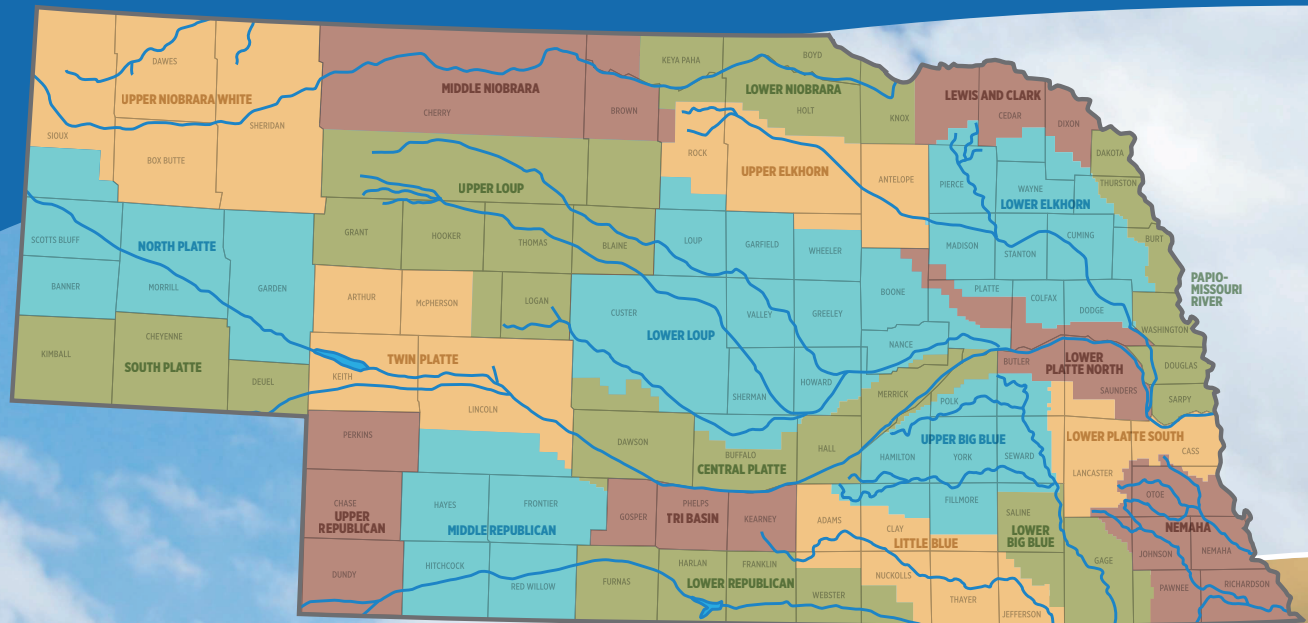 DAWES
UPPER NIOBRARA WHITE
SIOUX
SHERIDAN
BOX BUTTE
MIDDLE NIOBRARA
CHERRY
BROWN
KEYA PAHA
BOYD
LOWER NIOBRARA
HOLT
KNOX
LEWIS AND CLARK
CEDAR
DIXON
DAKOTA
THURSTON
ROCK
UPPER ELKHORN
ANTELOPE
PIERCE
WAYNE
LOWER ELKHORN
MADISON
STANTON
CUMING
BURT
UPPER LOUP
GRANT
HOOKER
THOMAS
BLAINE
LOUP
GARFIELD
WHEELER
SCOTTS BLUFF
NORTH PLATTE
BANNER
MORRILL
GARDEN
ARTHUR
McPHERSON
LOGAN
CUSTER
LOWER LOUP
VALLEY
GREELEY
BOONE
PLATTE
COLFAX
DODGE
WASHINGTON
PAPIO-
MISSOURI
RIVER
KIMBALL
CHEYENNE
SOUTH PLATTE
DEUEL
TWIN PLATTE
KEITH
LINCOLN
SHERMAN
HOWARD
NANCE
MERRICK
POLK
BUTLER
LOWER
PLATTE NORTH
SAUNDERS
DOUGLAS
SARPY
PERKINS
DAWSON
BUFFALO
CENTRAL PLATTE
HALL
UPPER BIG BLUE
HAMILTON
YORK
SEWARD
LOWER PLATTE SOUTH
CASS
LANCASTER
CHASE
UPPER
REPUBLICAN
HAYES
FRONTIER
MIDDLE REPUBLICAN
GOSPER
PHELPS
TRI BASIN
KEARNEY
ADAMS
CLAY
LITTLE BLUE
FILLMORE
SALINE
LOWER
BIG BLUE
OTOE
NEMAHA
JOHNSON
NEMAHA
DUNDY
HITCHCOCK
RED WILLOW
FURNAS
HARLAN
FRANKLIN
LOWER REPUBLICAN
WEBSTER
NUCKOLLS
THAYER
JEFFERSON
GAGE
PAWNEE
RICHARDSON